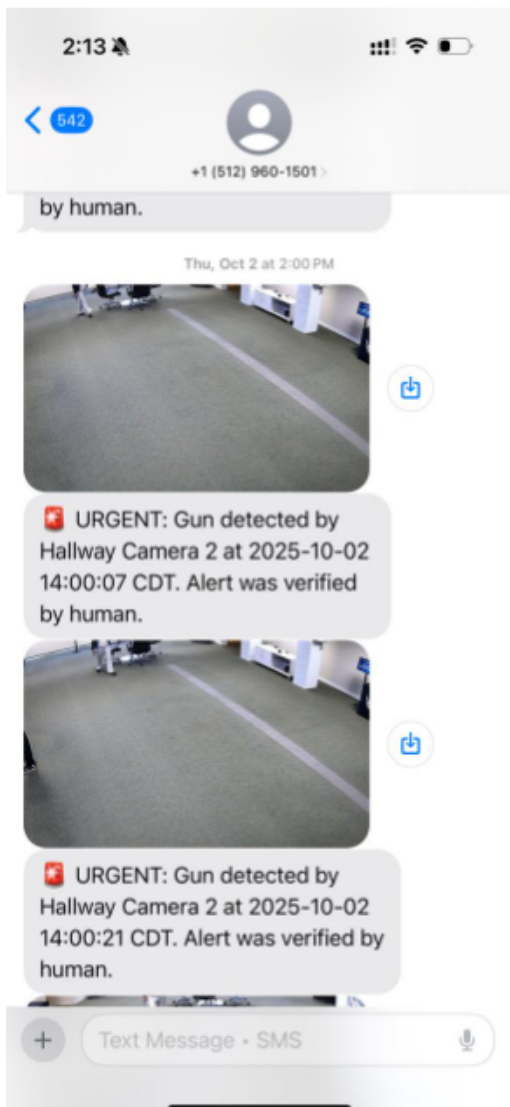 2:13
542
+1 (512) 960-1501
by human.
Thu, Oct 2 at 2:00 PM
🚨 URGENT: Gun detected by
Hallway Camera 2 at 2025-10-02
14:00:07 CDT. Alert was verified
by human.
🚨 URGENT: Gun detected by
Hallway Camera 2 at 2025-10-02
14:00:21 CDT. Alert was verified by
human.
Text Message • SMS